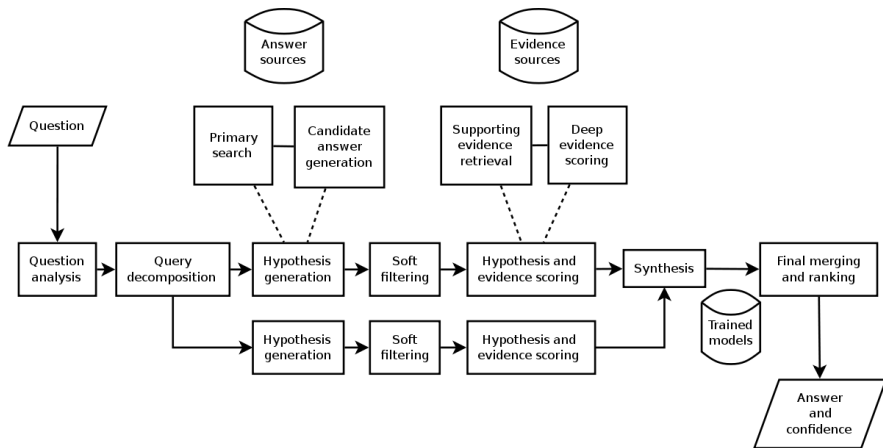 Answer
sources
Evidence
sources
Question
Primary
search
Candidate
answer
generation
Supporting
evidence
retrieval
Deep
evidence
scoring
Question
analysis
Query
decomposition
Hypothesis
generation
Soft
filtering
Hypothesis and
evidence scoring
Synthesis
Final merging
and ranking
Hypothesis
generation
Soft
filtering
Hypothesis and
evidence scoring
Trained
models
Answer
and
confidence